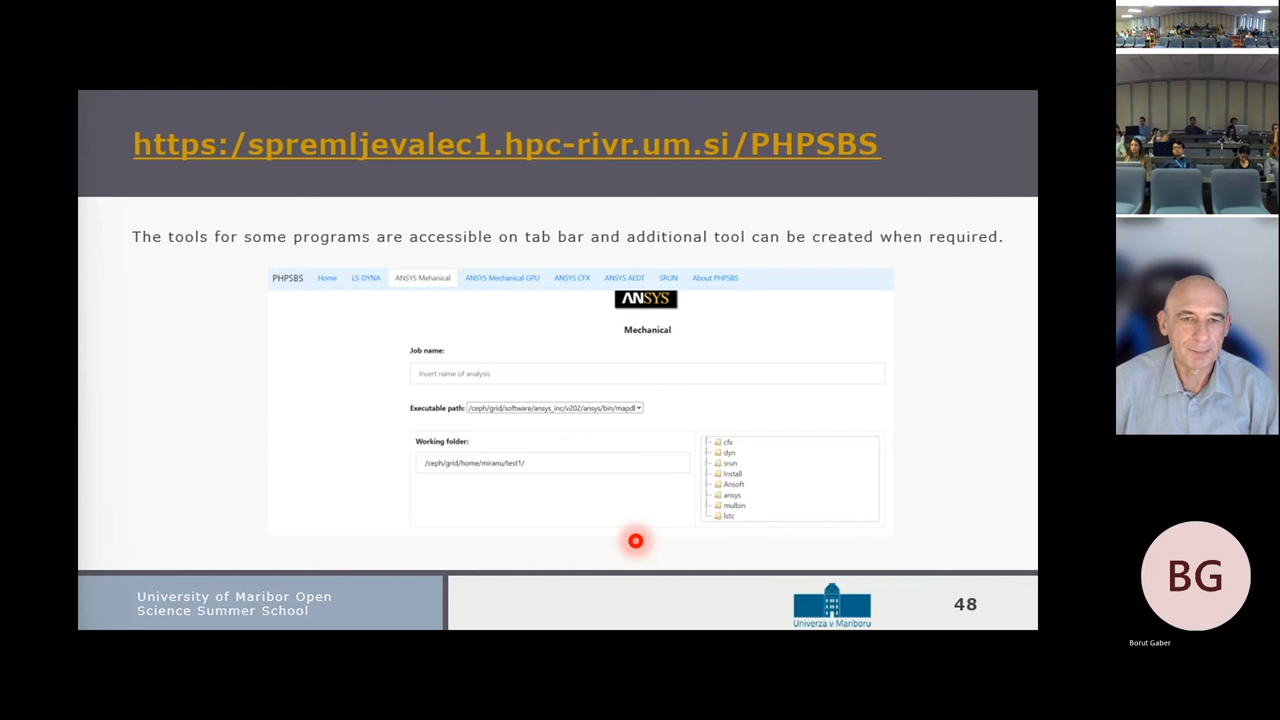 https:/spremljevalec1.hpc-rivr.um.si/PHPSBS
The tools for some programs are accessible on tab bar and additional tool can be created when required.
PHPSBS Home LS-DYNA ANSYS Mehanical ANSYS Mechanical GPU ANSYS CFX ANSYS AEDT SRUN About PHPSBS
ANSYS
Mechanical
Job name:
Insert name of analysis
Executable path: /ceph/grid/software/ansys_inc/v202/ansys/bin/mapdl
Working folder:
/ceph/grid/home/miranu/test1/
cfx
dyn
srun
Install
Ansoft
ansys
mulbin
lstc
University of Maribor Open
Science Summer School
Univerza v Mariboru
48
BG
Borut Gaber